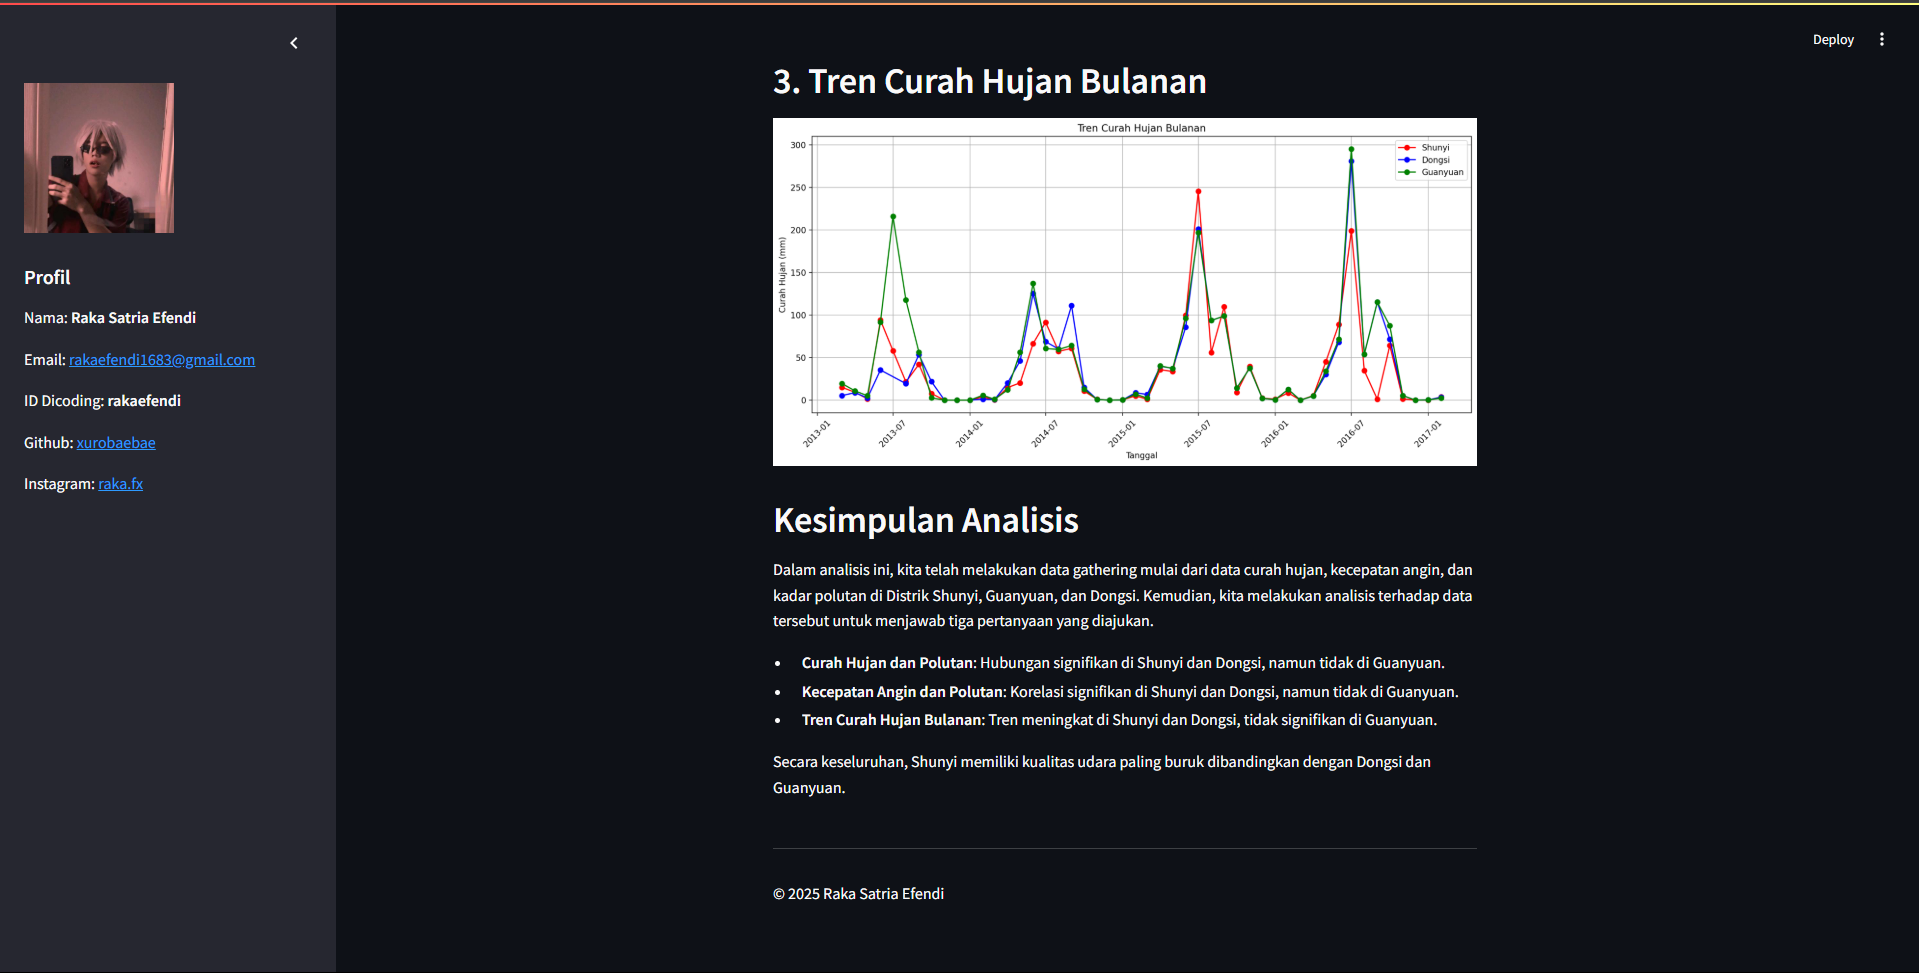 Deploy
Profil
Nama: Raka Satria Efendi
Email: rakaefendi1683@gmail.com
ID Dicoding: rakaefendi
Github: xurobaebae
Instagram: raka.fx
3. Tren Curah Hujan Bulanan
Tren Curah Hujan Bulanan
Shunyi
Dongsi
Guanyuan
Curah Hujan (mm)
300
250
200
150
100
50
0
2013-01
2013-07
2014-01
2014-07
2015-01
2015-07
2016-01
2016-07
2017-01
Tanggal
Kesimpulan Analisis
Dalam analisis ini, kita telah melakukan data gathering mulai dari data curah hujan, kecepatan angin, dan
kadar polutan di Distrik Shunyi, Guanyuan, dan Dongsi. Kemudian, kita melakukan analisis terhadap data
tersebut untuk menjawab tiga pertanyaan yang diajukan.
• Curah Hujan dan Polutan: Hubungan signifikan di Shunyi dan Dongsi, namun tidak di Guanyuan.
• Kecepatan Angin dan Polutan: Korelasi signifikan di Shunyi dan Dongsi, namun tidak di Guanyuan.
• Tren Curah Hujan Bulanan: Tren meningkat di Shunyi dan Dongsi, tidak signifikan di Guanyuan.
Secara keseluruhan, Shunyi memiliki kualitas udara paling buruk dibandingkan dengan Dongsi dan
Guanyuan.
© 2025 Raka Satria Efendi